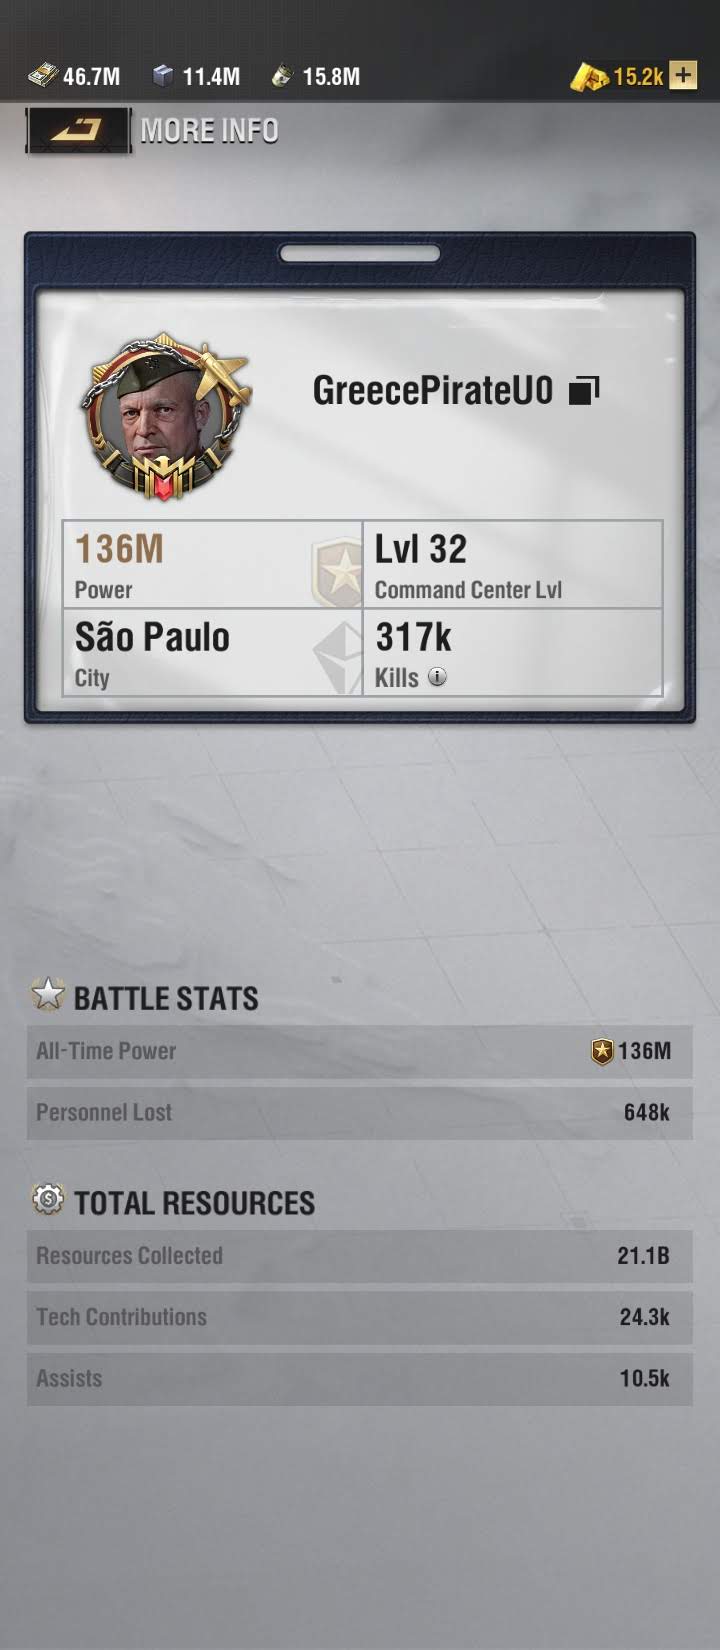 46.7M 11.4M 15.8M 15.2k +
MORE INFO
GreecePirateU0
136M Lvl 32
Power Command Center Lvl
São Paulo 317k
City Kills i
BATTLE STATS
All-Time Power 136M
Personnel Lost 648k
TOTAL RESOURCES
Resources Collected 21.1B
Tech Contributions 24.3k
Assists 10.5k